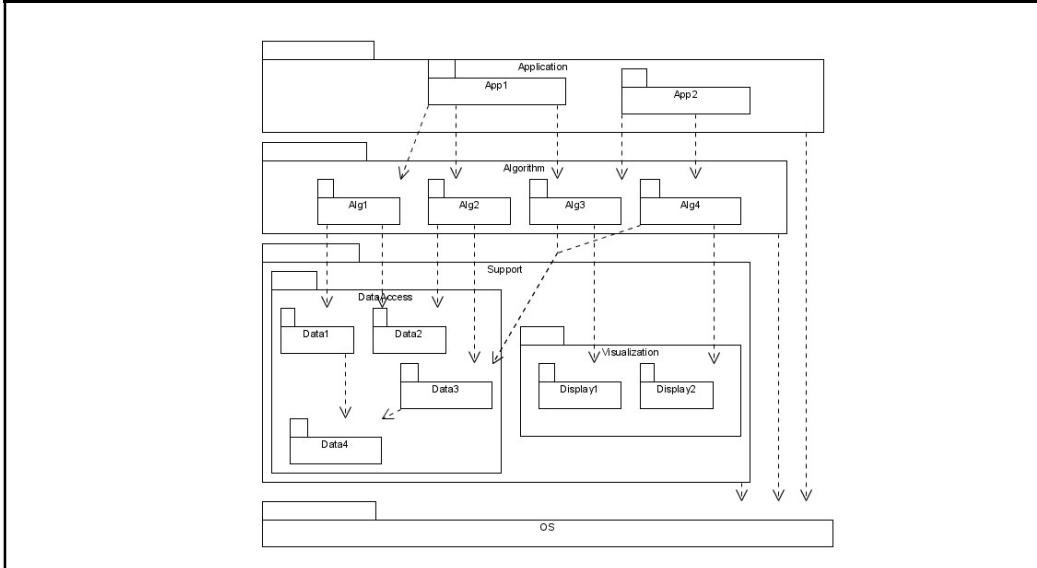 Application
App1
App2
Algorithm
Alg1
Alg2
Alg3
Alg4
Support
DataAccess
Data1
Data2
Visualization
Data3
Display1
Display2
Data4
OS